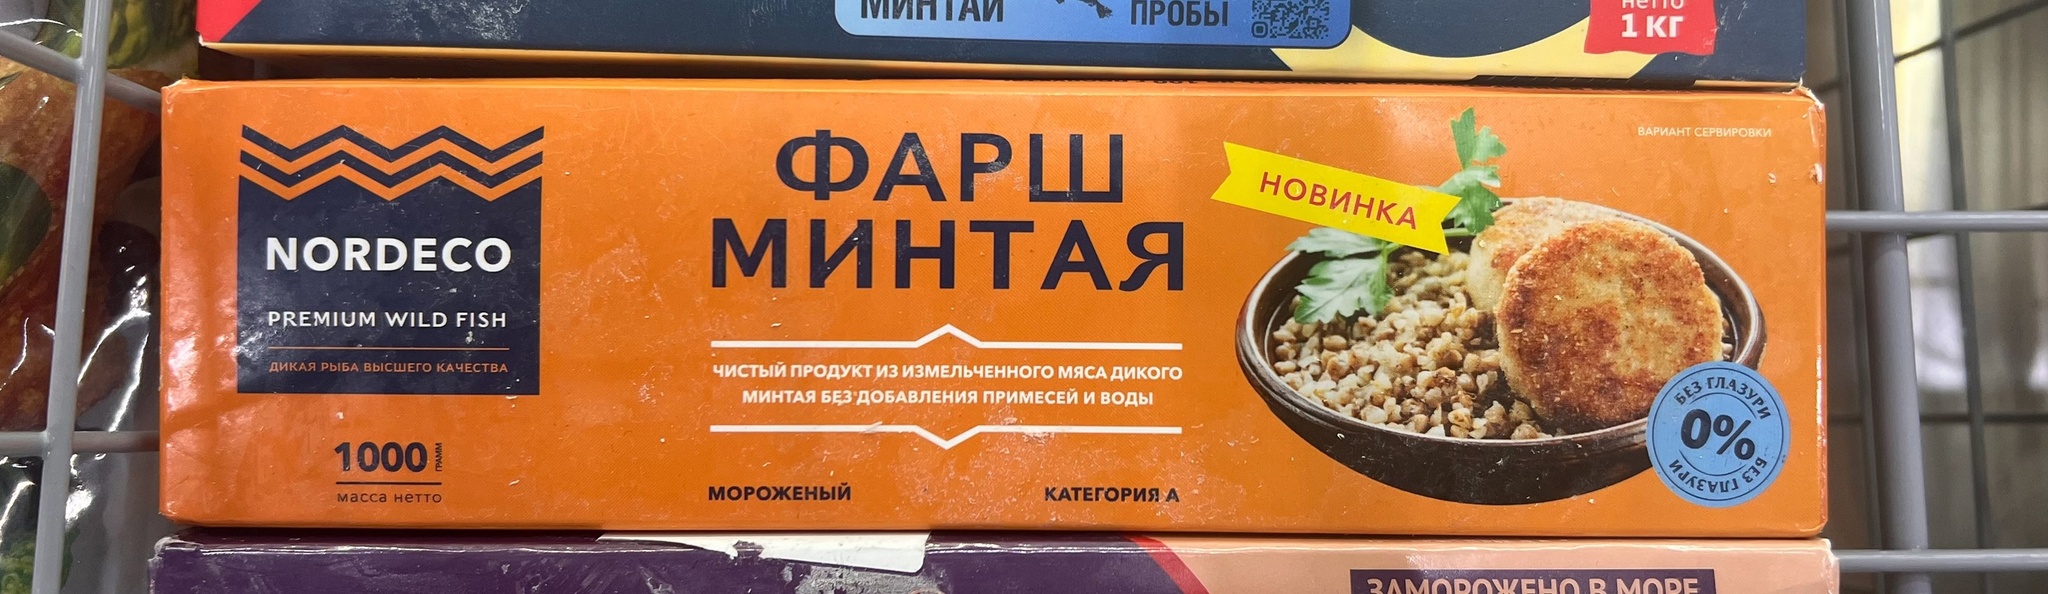 МИНТАЙ
ПРОБЫ
нетто
1 КГ
NORDECO
PREMIUM WILD FISH
ДИКАЯ РЫБА ВЫСШЕГО КАЧЕСТВА
1000 ГРАММ
масса нетто
ФАРШ
МИНТАЯ
ЧИСТЫЙ ПРОДУКТ ИЗ ИЗМЕЛЬЧЕННОГО МЯСА ДИКОГО
МИНТАЯ БЕЗ ДОБАВЛЕНИЯ ПРИМЕСЕЙ И ВОДЫ
МОРОЖЕНЫЙ
КАТЕГОРИЯ А
НОВИНКА
ВАРИАНТ СЕРВИРОВКИ
БЕЗ ГЛАЗУРИ
0%
БЕЗ ГЛАЗУРИ
ЗАМОРОЖЕНО В МОРЕ